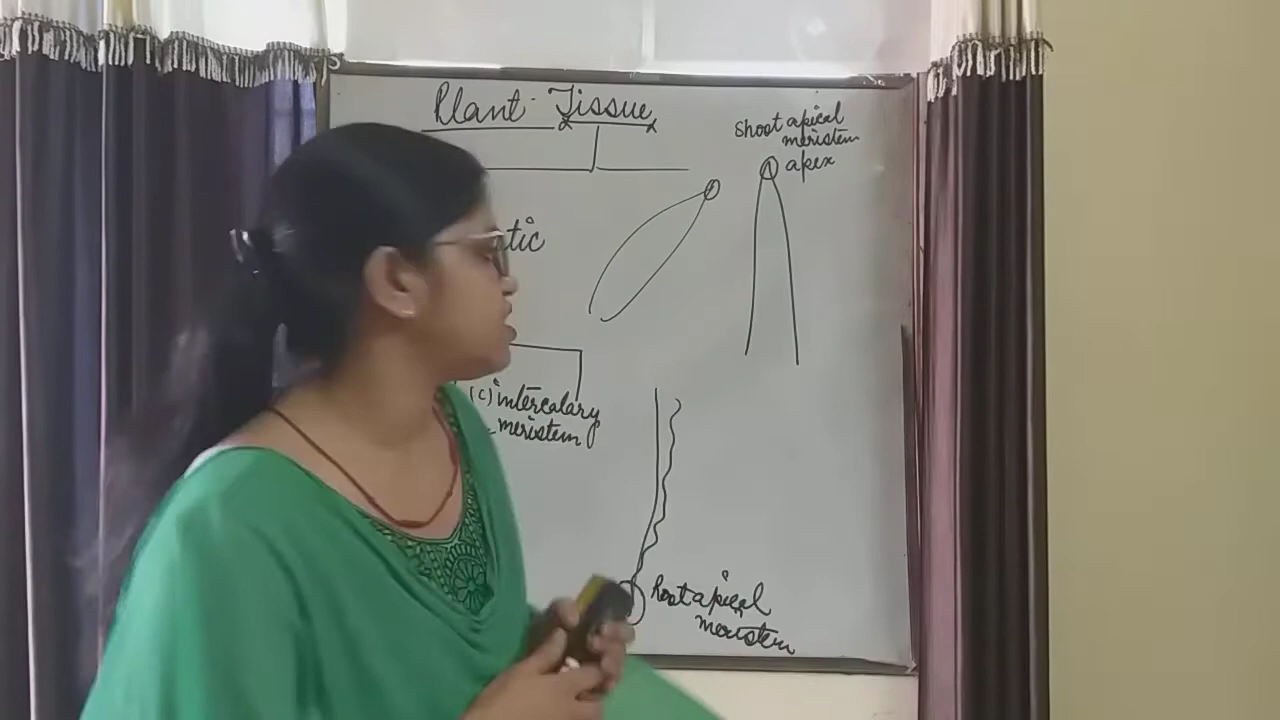 Plant Tissue
Shoot apical
meristem
apex
tic
(c) intercalary
meristem
Root apical
meristem